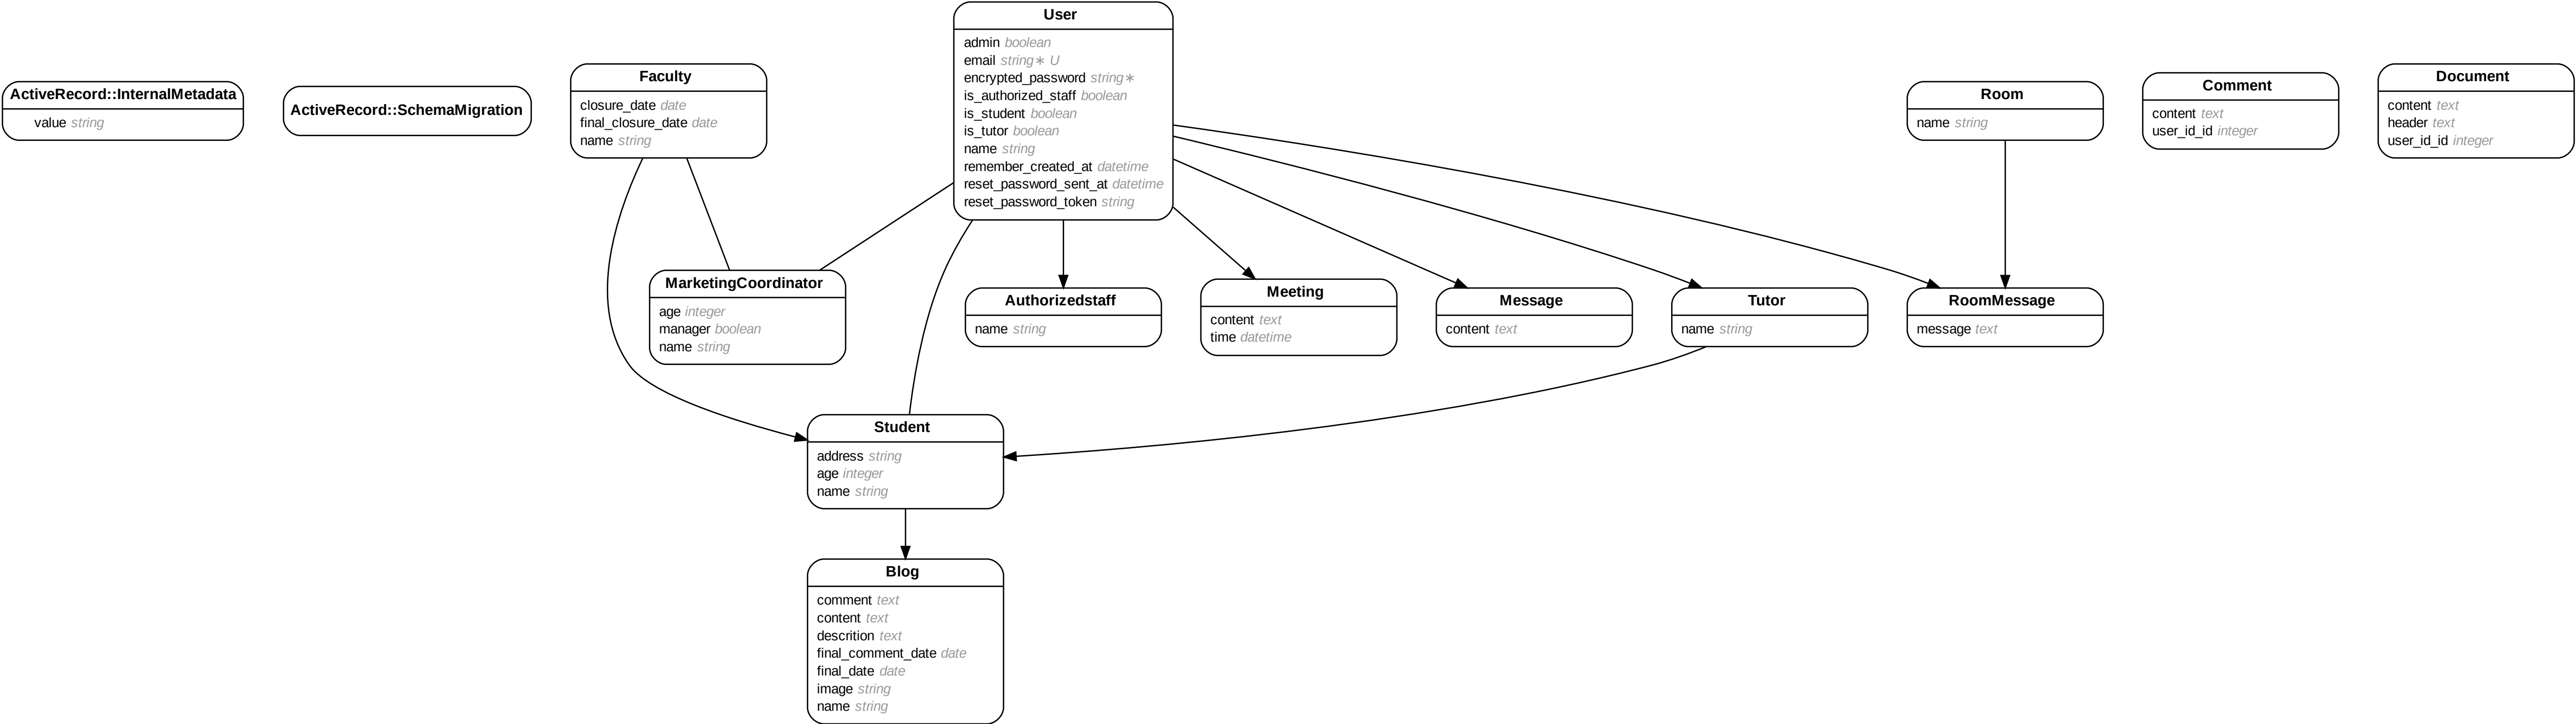 ActiveRecord::InternalMetadata
value string
ActiveRecord::SchemaMigration
Faculty
closure_date date
final_closure_date date
name string
User
admin boolean
email string∗ U
encrypted_password string∗
is_authorized_staff boolean
is_student boolean
is_tutor boolean
name string
remember_created_at datetime
reset_password_sent_at datetime
reset_password_token string
Room
name string
Comment
content text
user_id_id integer
Document
content text
header text
user_id_id integer
MarketingCoordinator
age integer
manager boolean
name string
Authorizedstaff
name string
Meeting
content text
time datetime
Message
content text
Tutor
name string
RoomMessage
message text
Student
address string
age integer
name string
Blog
comment text
content text
descrition text
final_comment_date date
final_date date
image string
name string